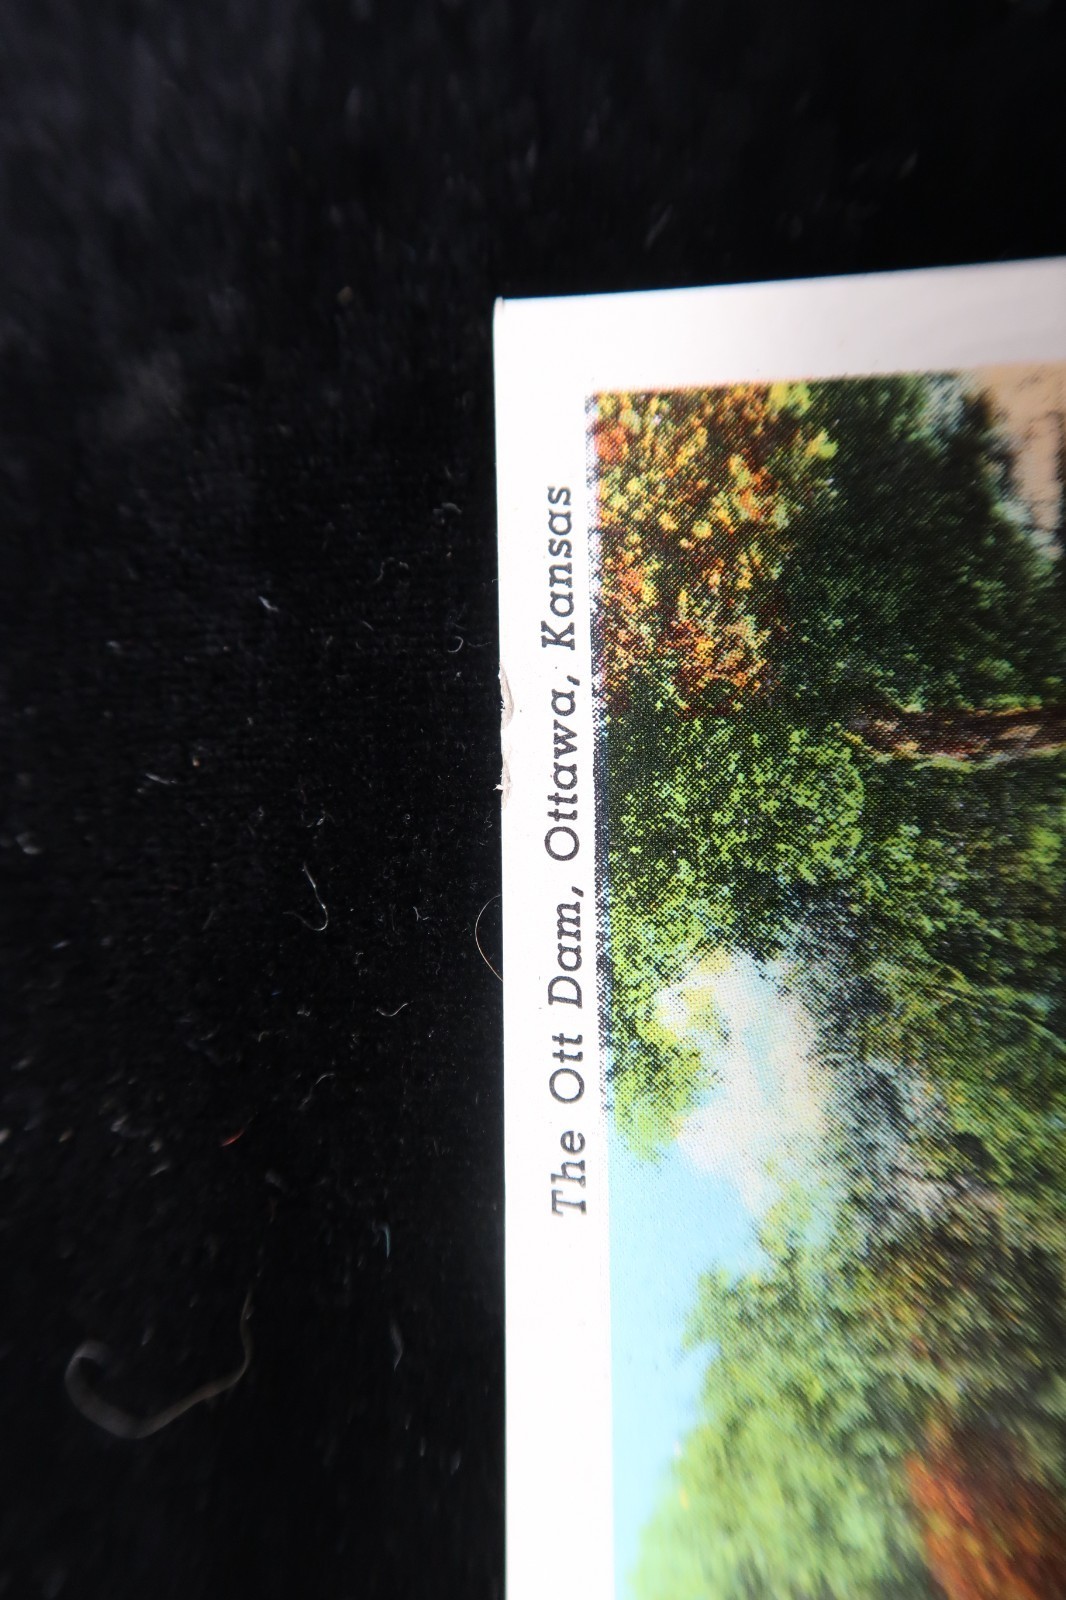 The Ott Dam, Ottawa, Kansas